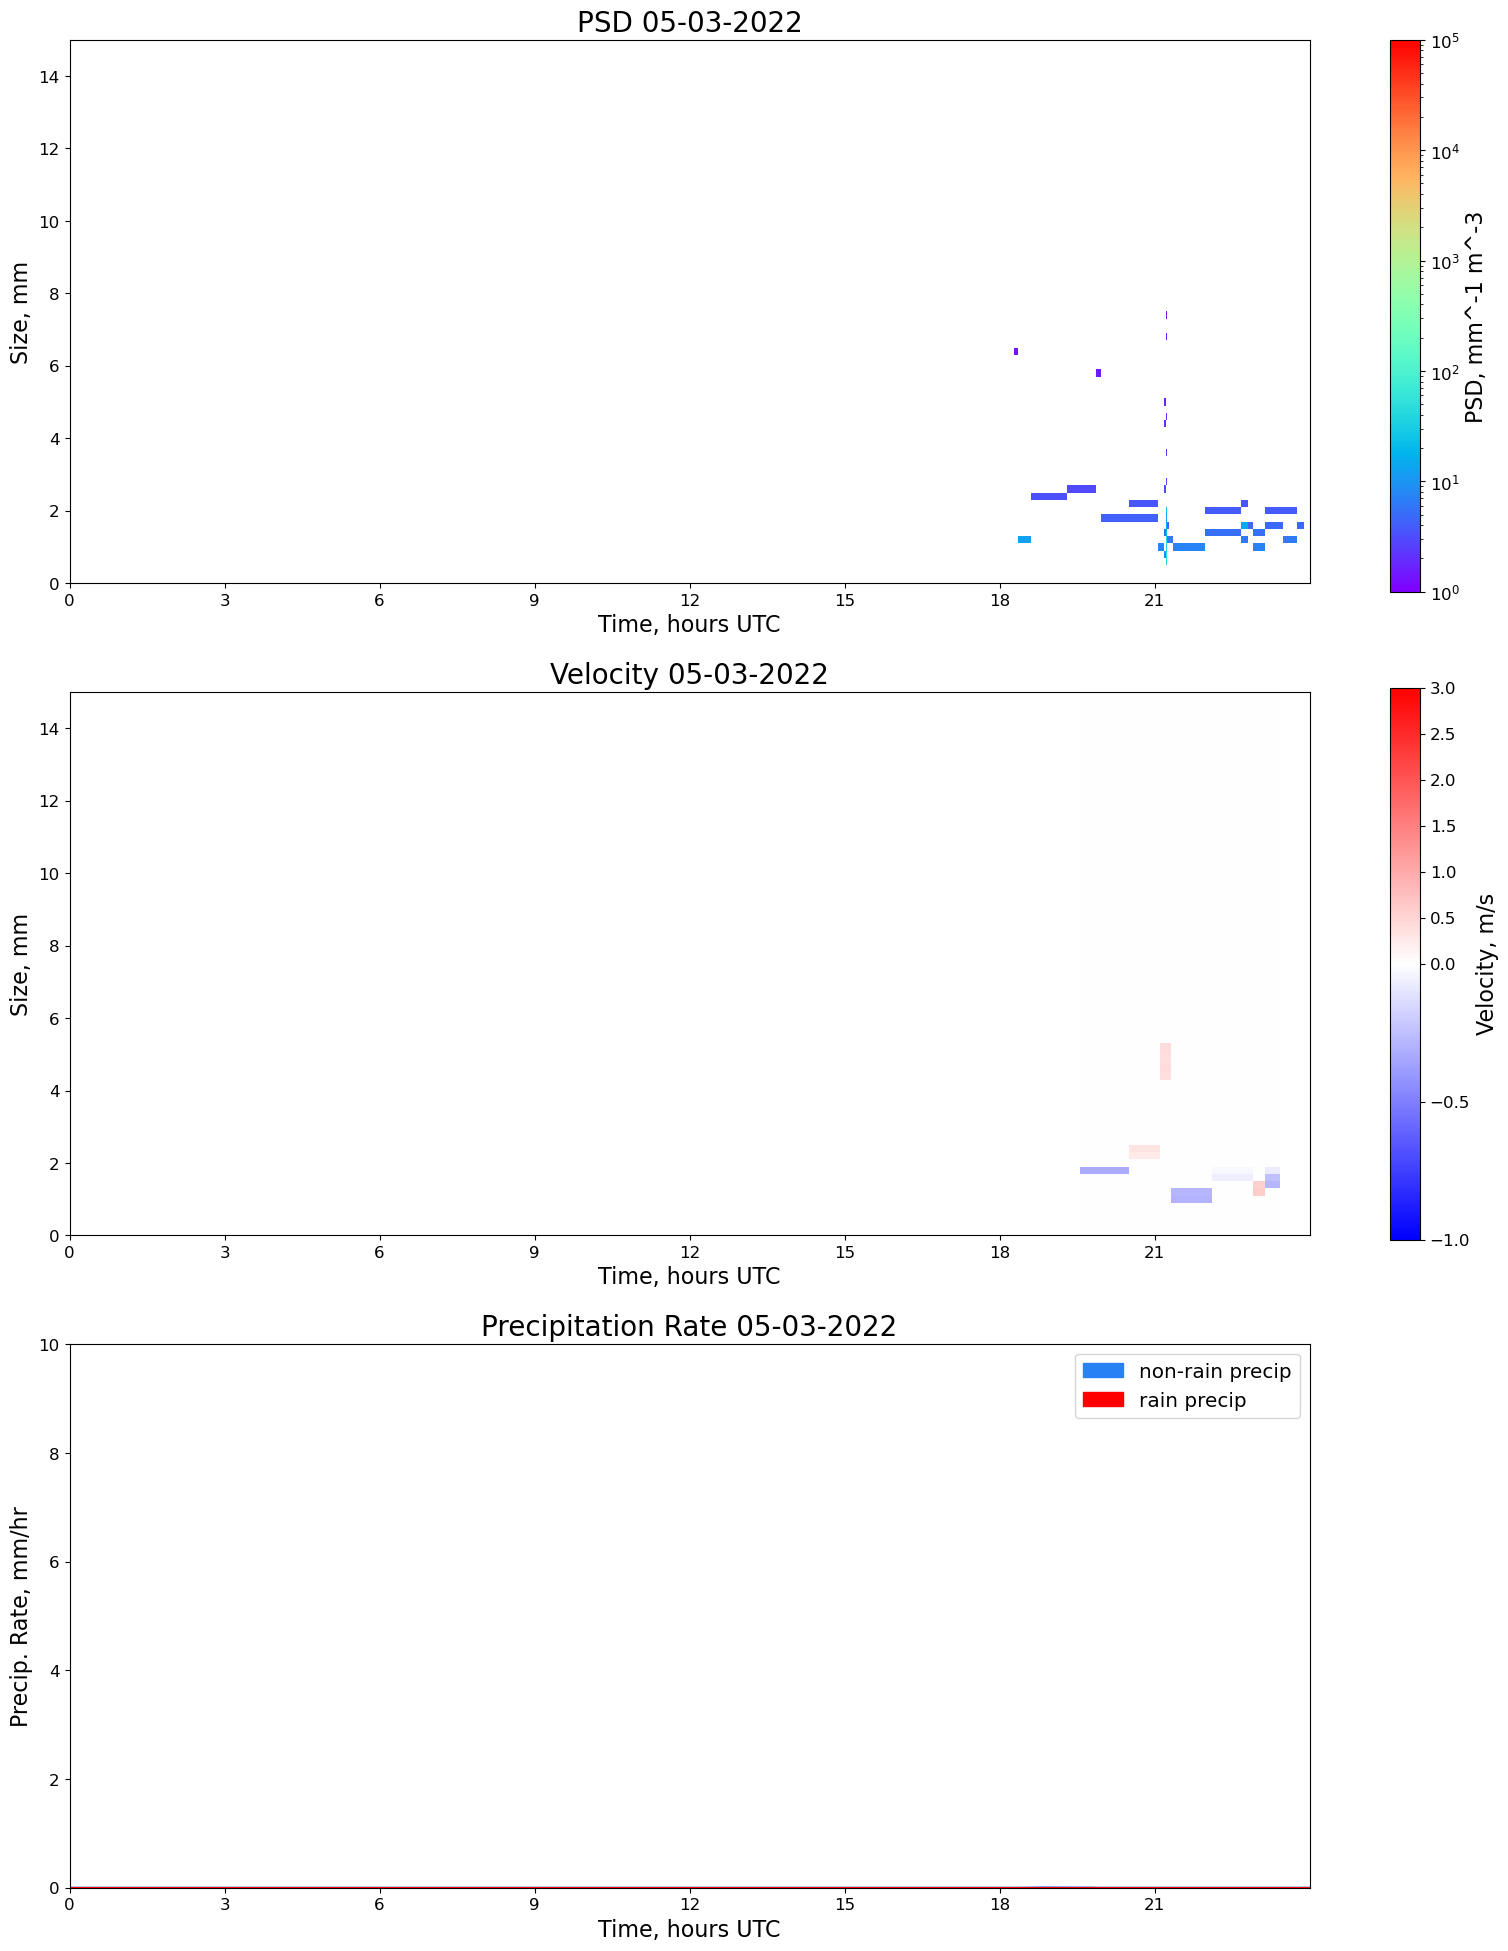 PSD 05-03-2022
14
12
10
8
6
4
2
0
Size, mm
0 3 6 9 12 15 18 21
Time, hours UTC
10^5
10^4
10^3
10^2
10^1
10^0
PSD, mm^-1 m^-3
Velocity 05-03-2022
14
12
10
8
6
4
2
0
Size, mm
0 3 6 9 12 15 18 21
Time, hours UTC
3.0
2.5
2.0
1.5
1.0
0.5
0.0
−0.5
−1.0
Velocity, m/s
Precipitation Rate 05-03-2022
10
8
6
4
2
0
Precip. Rate, mm/hr
non-rain precip
rain precip
0 3 6 9 12 15 18 21
Time, hours UTC